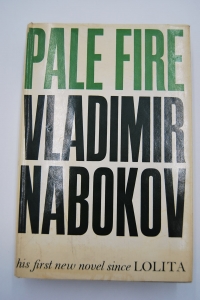 PALE FIRE
VLADIMIR
NABOKOV
his first new novel since LOLITA